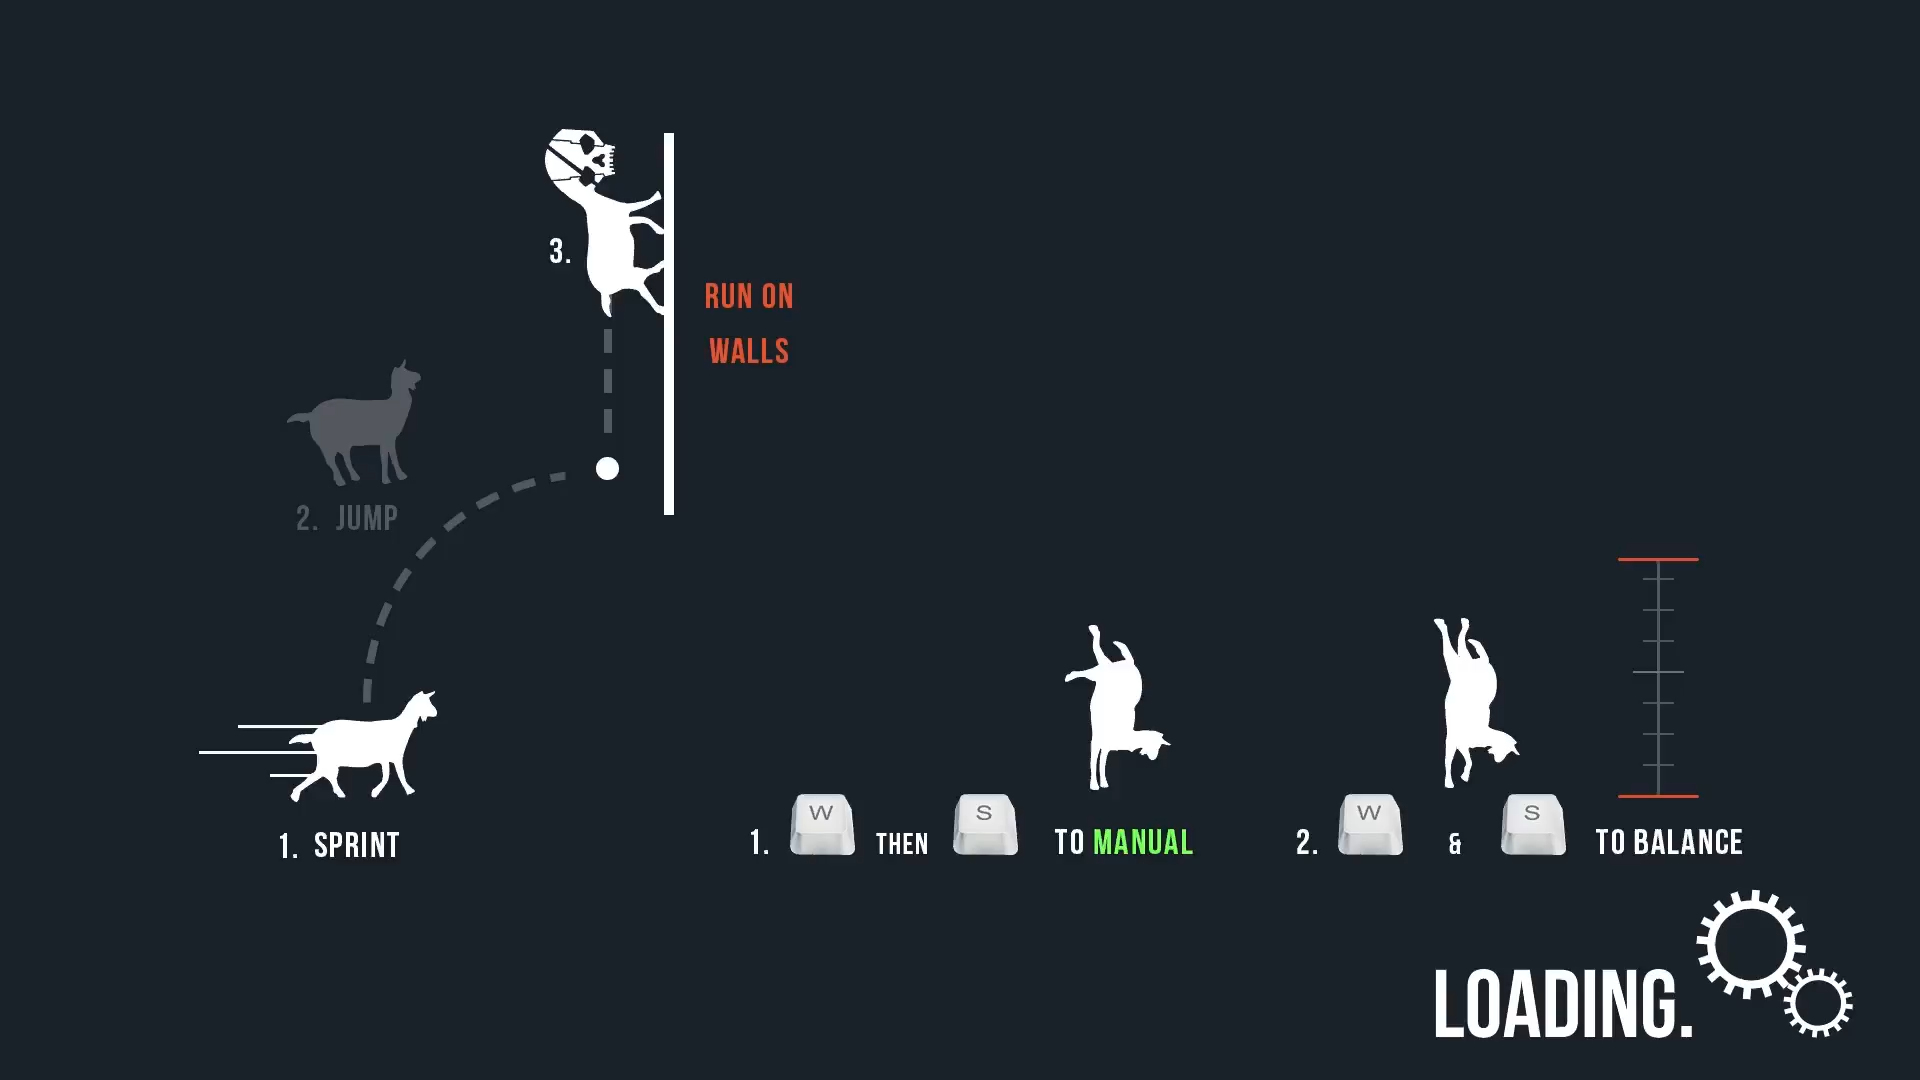 3.
RUN ON
WALLS
2. JUMP
1. SPRINT
1. W THEN S TO MANUAL
2. W & S TO BALANCE
LOADING.